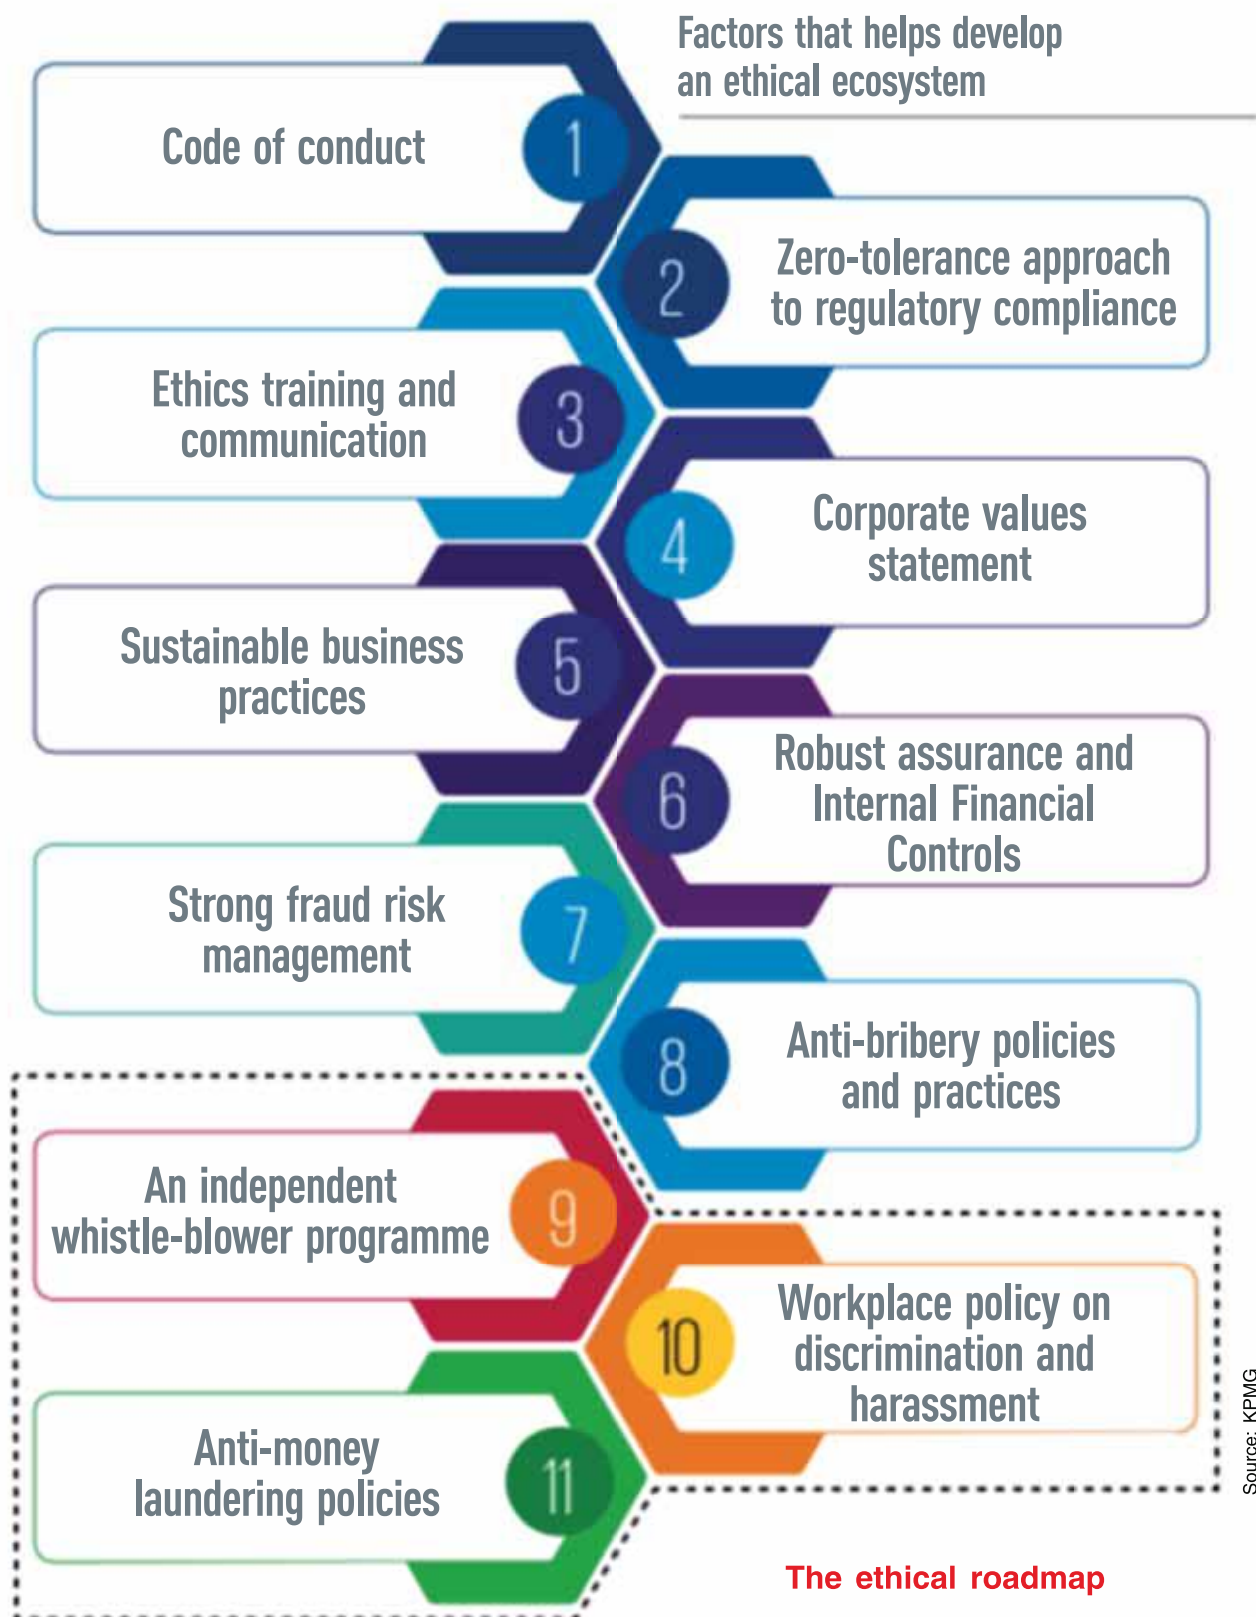 Factors that helps develop
an ethical ecosystem
Code of conduct
1
2
Zero-tolerance approach
to regulatory compliance
Ethics training and
communication
3
4
Corporate values
statement
Sustainable business
practices
5
6
Robust assurance and
Internal Financial
Controls
Strong fraud risk
management
7
8
Anti-bribery policies
and practices
An independent
whistle-blower programme
9
10
Workplace policy on
discrimination and
harassment
Anti-money
laundering policies
11
Source: KPMG
The ethical roadmap